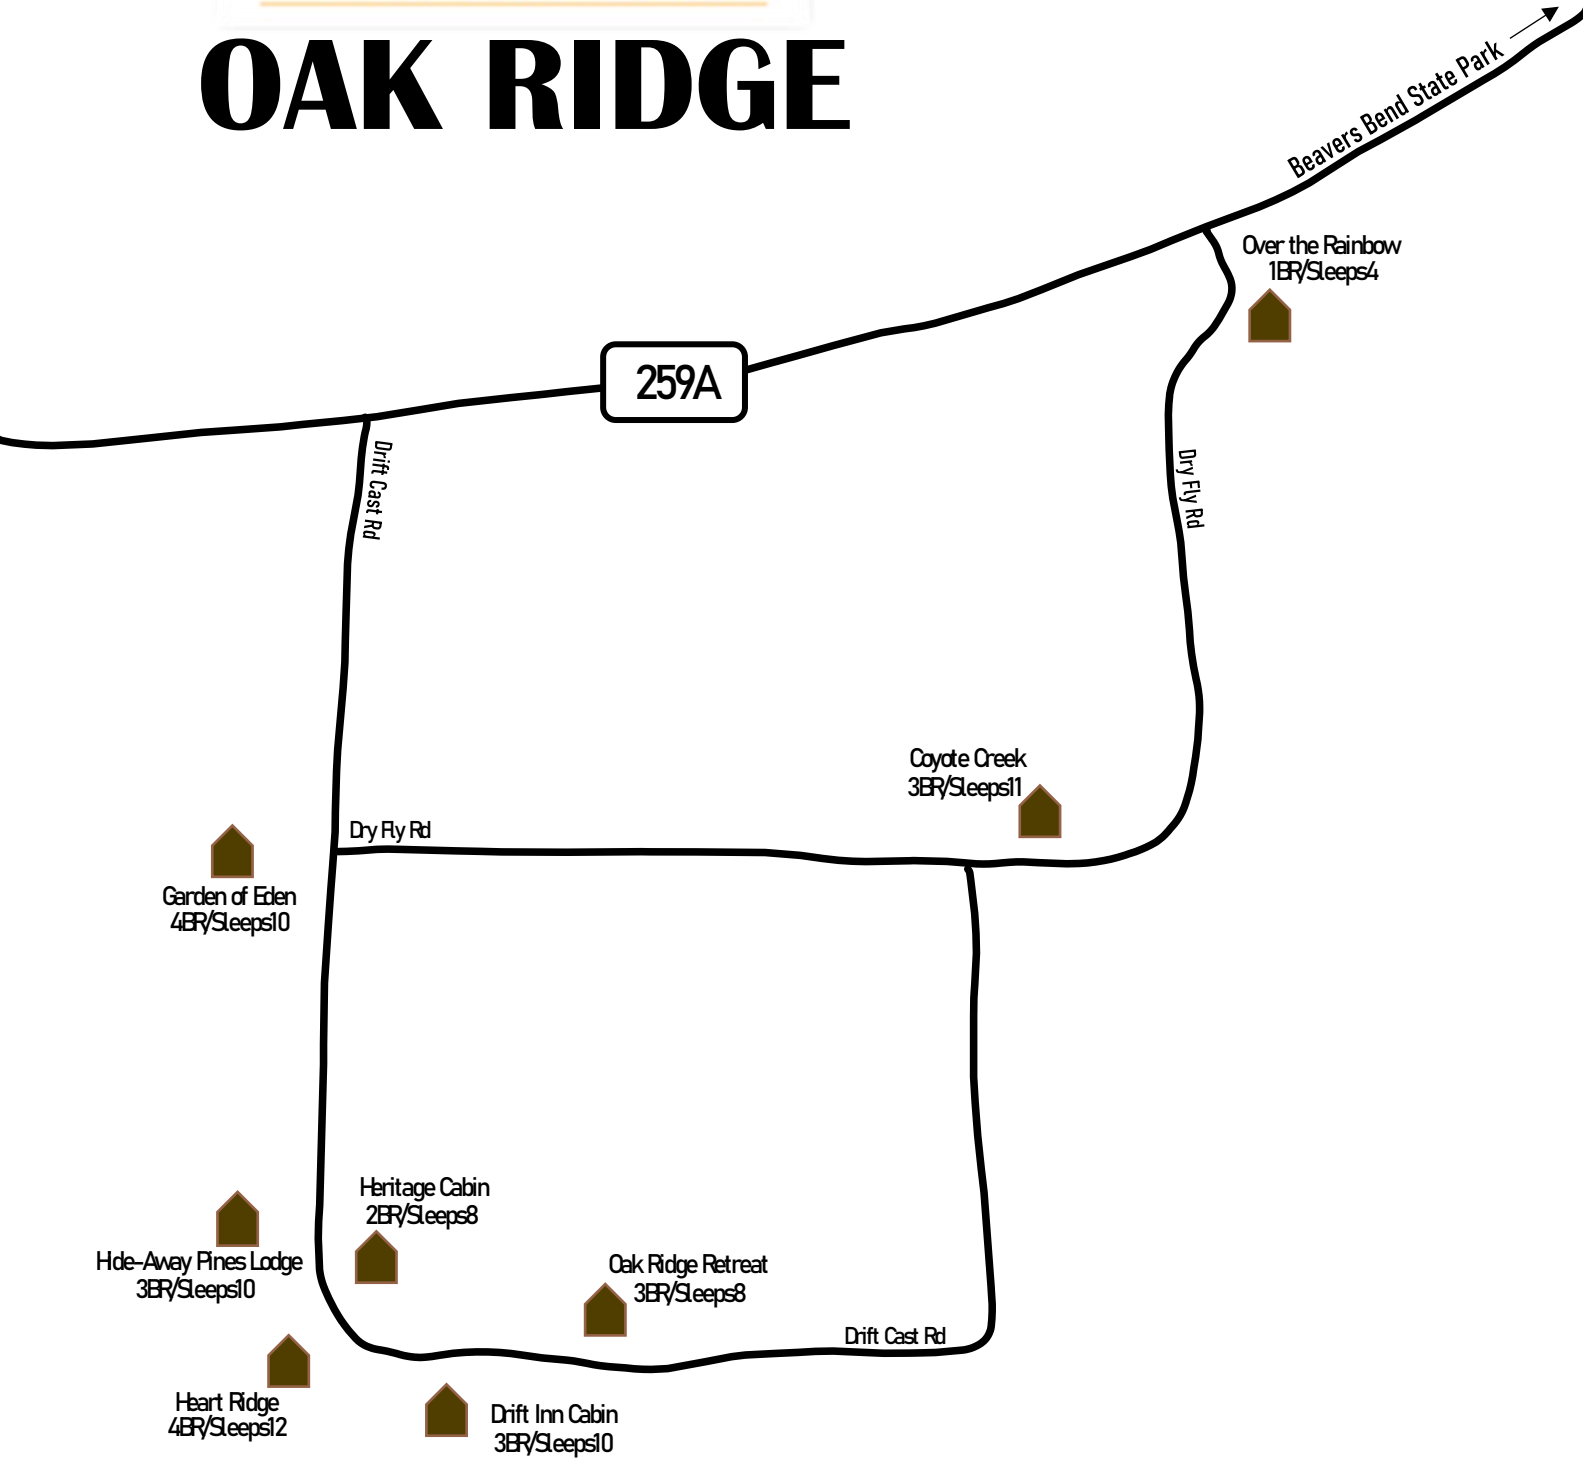 OAK RIDGE
Beavers Bend State Park
Over the Rainbow
1BR/Sleeps4
259A
Drift Cast Rd
Dry Fly Rd
Coyote Creek
3BR/Sleeps11
Dry Fly Rd
Garden of Eden
4BR/Sleeps10
Heritage Cabin
2BR/Sleeps8
Hide-Away Pines Lodge
3BR/Sleeps10
Oak Ridge Retreat
3BR/Sleeps8
Drift Cast Rd
Heart Ridge
4BR/Sleeps12
Drift Inn Cabin
3BR/Sleeps10